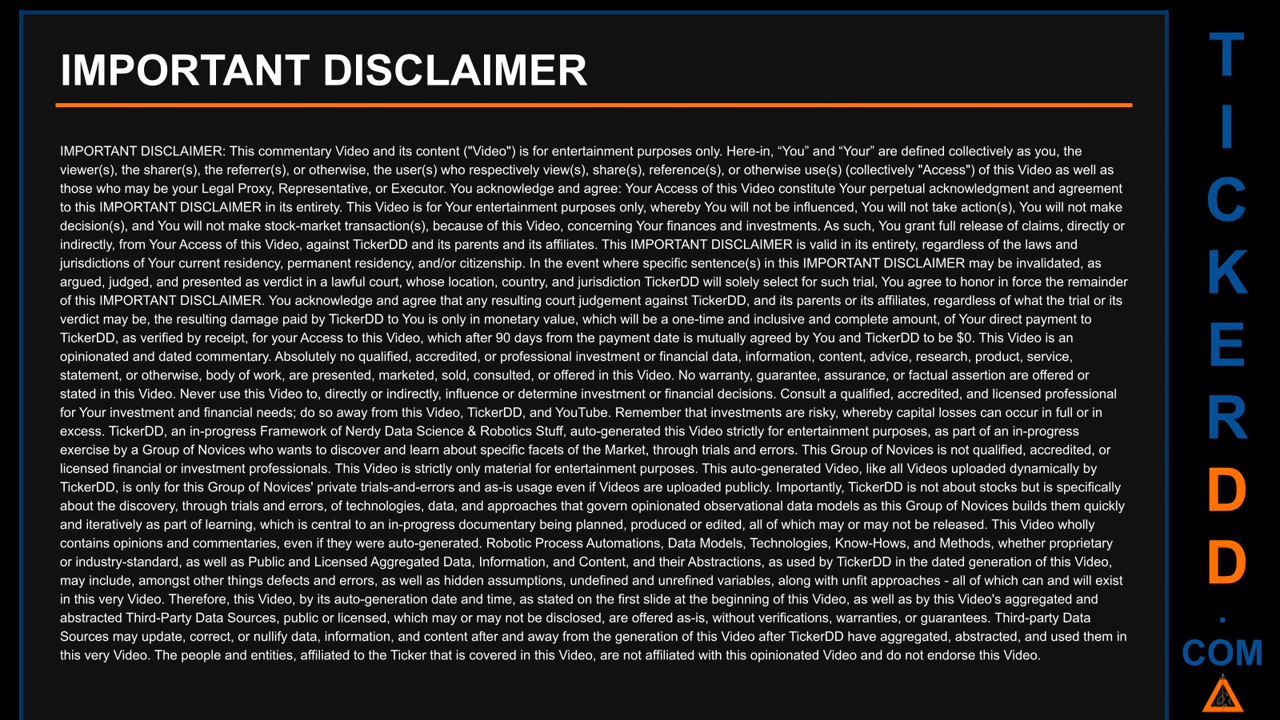 IMPORTANT DISCLAIMER
IMPORTANT DISCLAIMER: This commentary Video and its content ("Video") is for entertainment purposes only. Here-in, “You” and “Your” are defined collectively as you, the
viewer(s), the sharer(s), the referrer(s), or otherwise, the user(s) who respectively view(s), share(s), reference(s), or otherwise use(s) (collectively "Access") of this Video as well as
those who may be your Legal Proxy, Representative, or Executor. You acknowledge and agree: Your Access of this Video constitute Your perpetual acknowledgment and agreement
to this IMPORTANT DISCLAIMER in its entirety. This Video is for Your entertainment purposes only, whereby You will not be influenced, You will not take action(s), You will not make
decision(s), and You will not make stock-market transaction(s), because of this Video, concerning Your finances and investments. As such, You grant full release of claims, directly or
indirectly, from Your Access of this Video, against TickerDD and its parents and its affiliates. This IMPORTANT DISCLAIMER is valid in its entirety, regardless of the laws and
jurisdictions of Your current residency, permanent residency, and/or citizenship. In the event where specific sentence(s) in this IMPORTANT DISCLAIMER may be invalidated, as
argued, judged, and presented as verdict in a lawful court, whose location, country, and jurisdiction TickerDD will solely select for such trial, You agree to honor in force the remainder
of this IMPORTANT DISCLAIMER. You acknowledge and agree that any resulting court judgement against TickerDD, and its parents or its affiliates, regardless of what the trial or its
verdict may be, the resulting damage paid by TickerDD to You is only in monetary value, which will be a one-time and inclusive and complete amount, of Your direct payment to
TickerDD, as verified by receipt, for your Access to this Video, which after 90 days from the payment date is mutually agreed by You and TickerDD to be $0. This Video is an
opinionated and dated commentary. Absolutely no qualified, accredited, or professional investment or financial data, information, content, advice, research, product, service,
statement, or otherwise, body of work, are presented, marketed, sold, consulted, or offered in this Video. No warranty, guarantee, assurance, or factual assertion are offered or
stated in this Video. Never use this Video to, directly or indirectly, influence or determine investment or financial decisions. Consult a qualified, accredited, and licensed professional
for Your investment and financial needs; do so away from this Video, TickerDD, and YouTube. Remember that investments are risky, whereby capital losses can occur in full or in
excess. TickerDD, an in-progress Framework of Nerdy Data Science & Robotics Stuff, auto-generated this Video strictly for entertainment purposes, as part of an in-progress
exercise by a Group of Novices who wants to discover and learn about specific facets of the Market, through trials and errors. This Group of Novices is not qualified, accredited, or
licensed financial or investment professionals. This Video is strictly only material for entertainment purposes. This auto-generated Video, like all Videos uploaded dynamically by
TickerDD, is only for this Group of Novices' private trials-and-errors and as-is usage even if Videos are uploaded publicly. Importantly, TickerDD is not about stocks but is specifically
about the discovery, through trials and errors, of technologies, data, and approaches that govern opinionated observational data models as this Group of Novices builds them quickly
and iteratively as part of learning, which is central to an in-progress documentary being planned, produced or edited, all of which may or may not be released. This Video wholly
contains opinions and commentaries, even if they were auto-generated. Robotic Process Automations, Data Models, Technologies, Know-Hows, and Methods, whether proprietary
or industry-standard, as well as Public and Licensed Aggregated Data, Information, and Content, and their Abstractions, as used by TickerDD in the dated generation of this Video,
may include, amongst other things defects and errors, as well as hidden assumptions, undefined and unrefined variables, along with unfit approaches - all of which can and will exist
in this very Video. Therefore, this Video, by its auto-generation date and time, as stated on the first slide at the beginning of this Video, as well as by this Video's aggregated and
abstracted Third-Party Data Sources, public or licensed, which may or may not be disclosed, are offered as-is, without verifications, warranties, or guarantees. Third-party Data
Sources may update, correct, or nullify data, information, and content after and away from the generation of this Video after TickerDD have aggregated, abstracted, and used them in
this very Video. The people and entities, affiliated to the Ticker that is covered in this Video, are not affiliated with this opinionated Video and do not endorse this Video.
T
I
C
K
E
R
D
D
.
COM